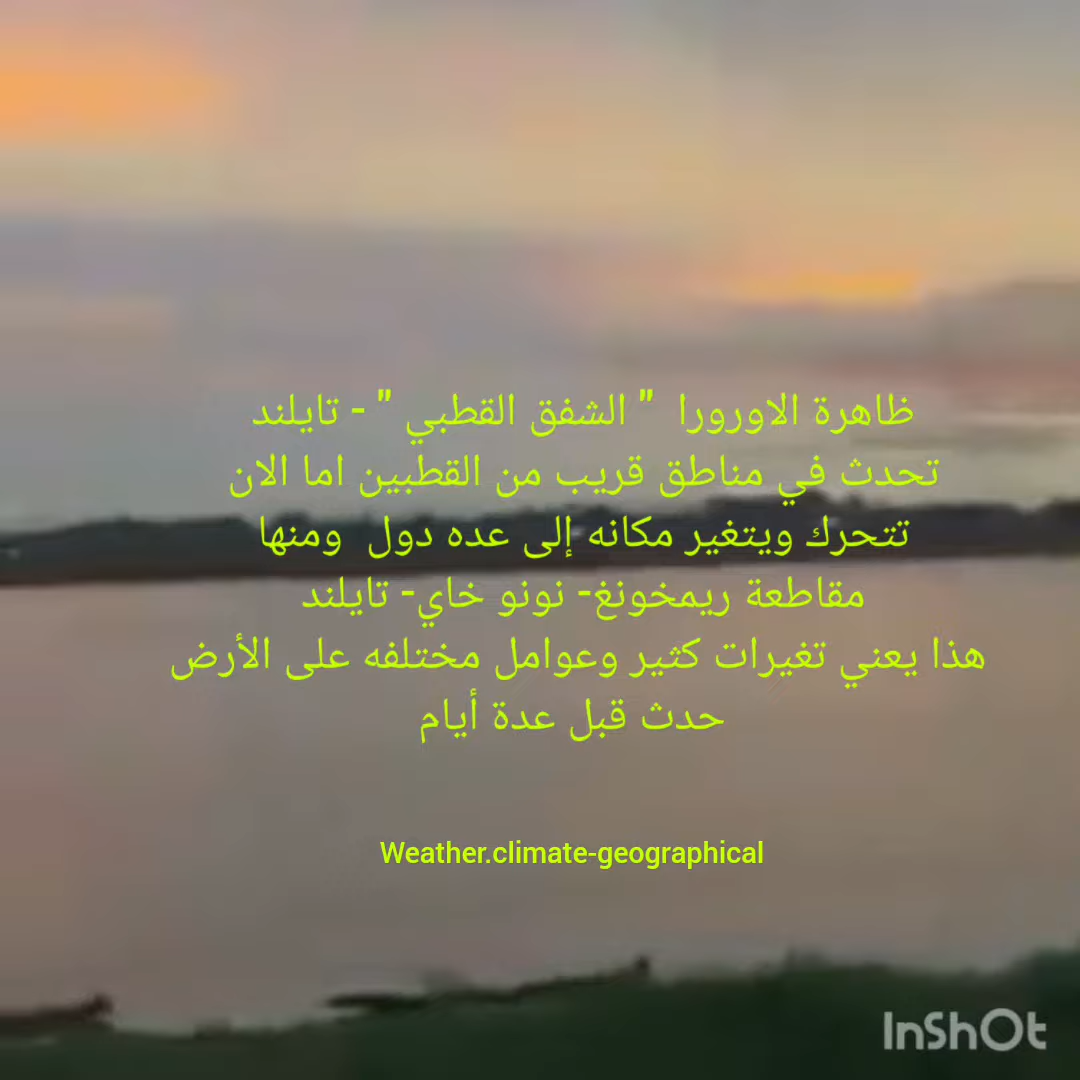 ظاهرة الاورورا " الشفق القطبي " - تايلند
تحدث في مناطق قريب من القطبين اما الان
تتحرك ويتغير مكانه إلى عده دول ومنها
مقاطعة ريمخونغ- نونو خاي- تايلند
هذا يعني تغيرات كثير وعوامل مختلفه على الأرض
حدث قبل عدة أيام
Weather.climate-geographical
InShOt